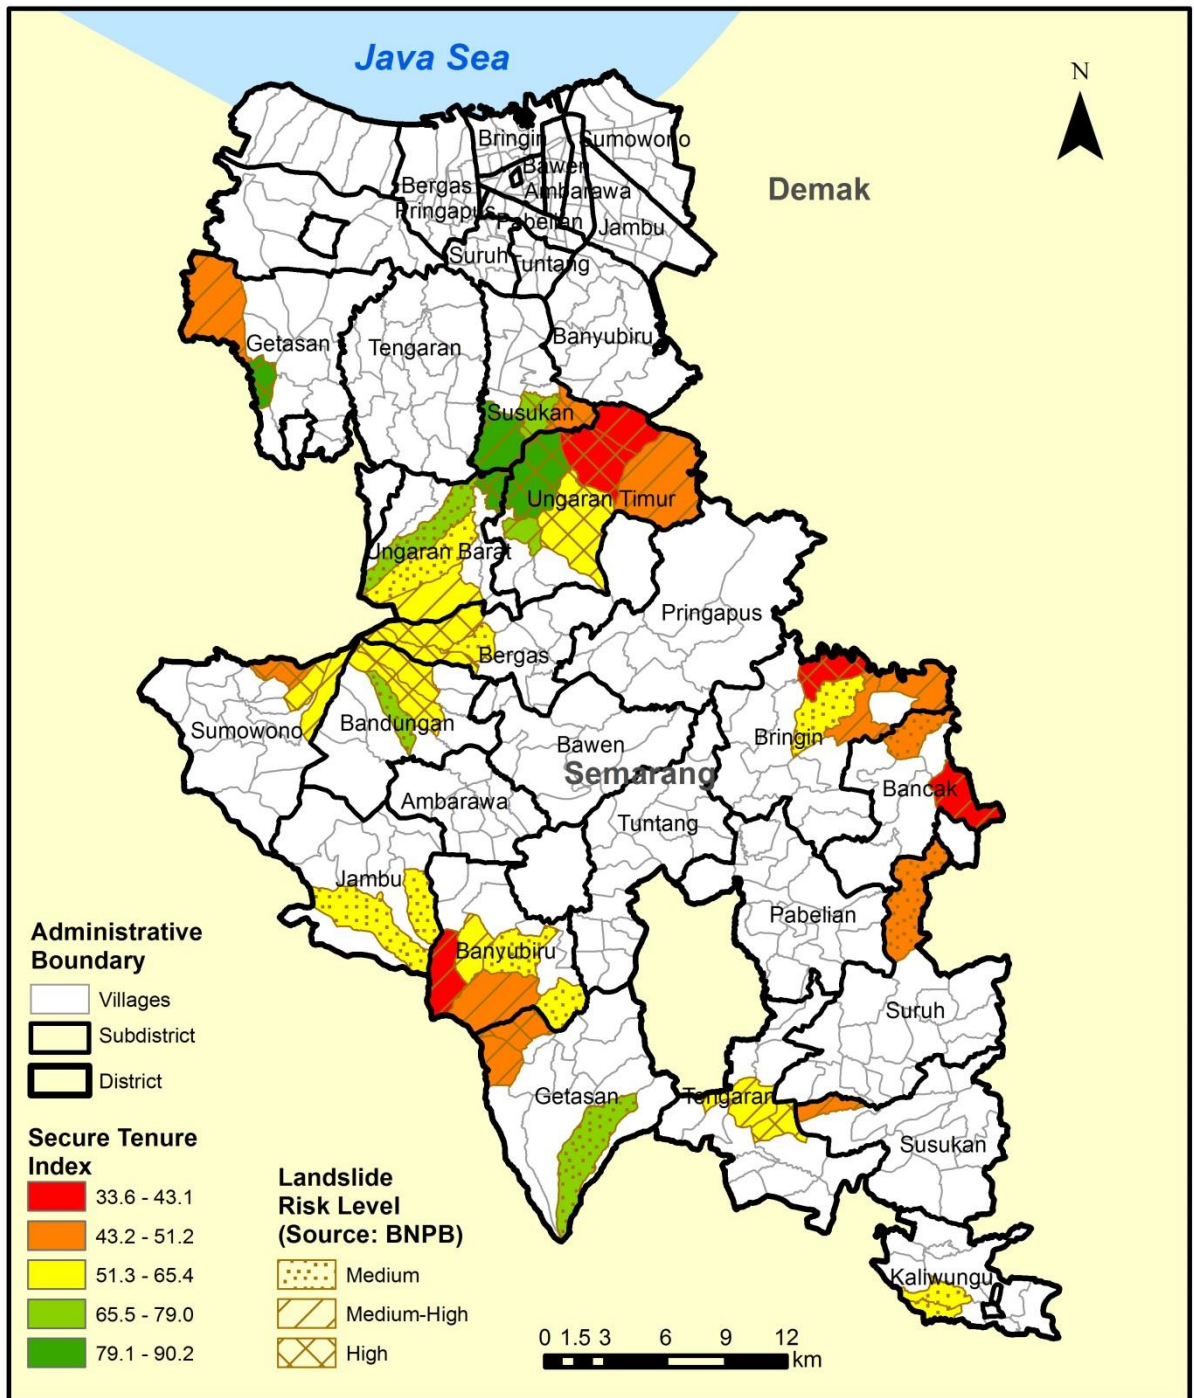 Java Sea
N
Bringin
Sumowono
Bawen
Bergas
Ambarawa
Demak
Pringapus
Pabelian
Jambu
Suruh
Tuntang
Getasan
Tengaran
Banyubiru
Susukan
Ungaran Timur
Ungaran Barat
Pringapus
Bergas
Sumowono
Bandungan
Bawen
Bringin
Semarang
Bancak
Ambarawa
Tuntang
Jambu
Pabelian
Banyubiru
Suruh
Getasan
Tengaran
Susukan
Kaliwungu
Administrative
Boundary
Villages
Subdistrict
District
Secure Tenure
Index
33.6 - 43.1
43.2 - 51.2
51.3 - 65.4
65.5 - 79.0
79.1 - 90.2
Landslide
Risk Level
(Source: BNPB)
Medium
Medium-High
High
0 1.5 3 6 9 12
km